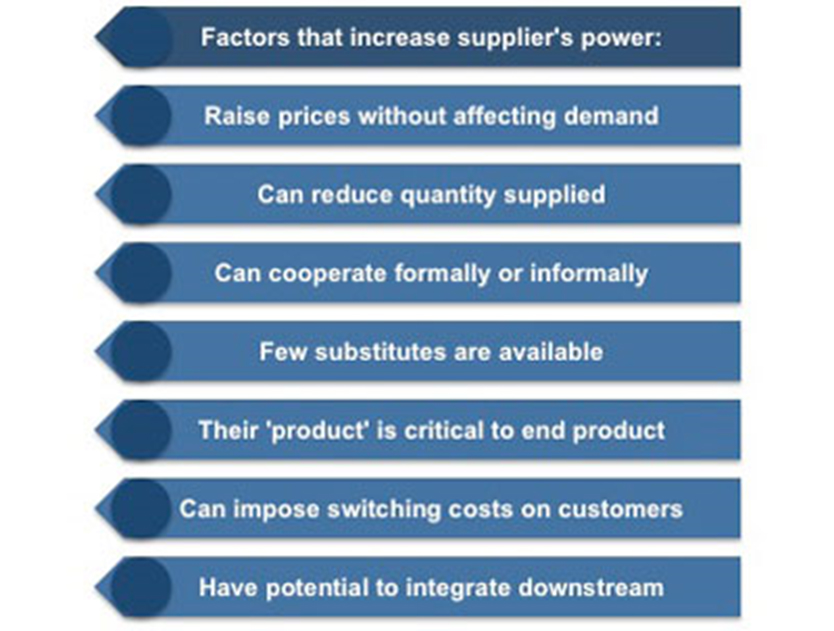 Factors that increase supplier's power:
Raise prices without affecting demand
Can reduce quantity supplied
Can cooperate formally or informally
Few substitutes are available
Their 'product' is critical to end product
Can impose switching costs on customers
Have potential to integrate downstream